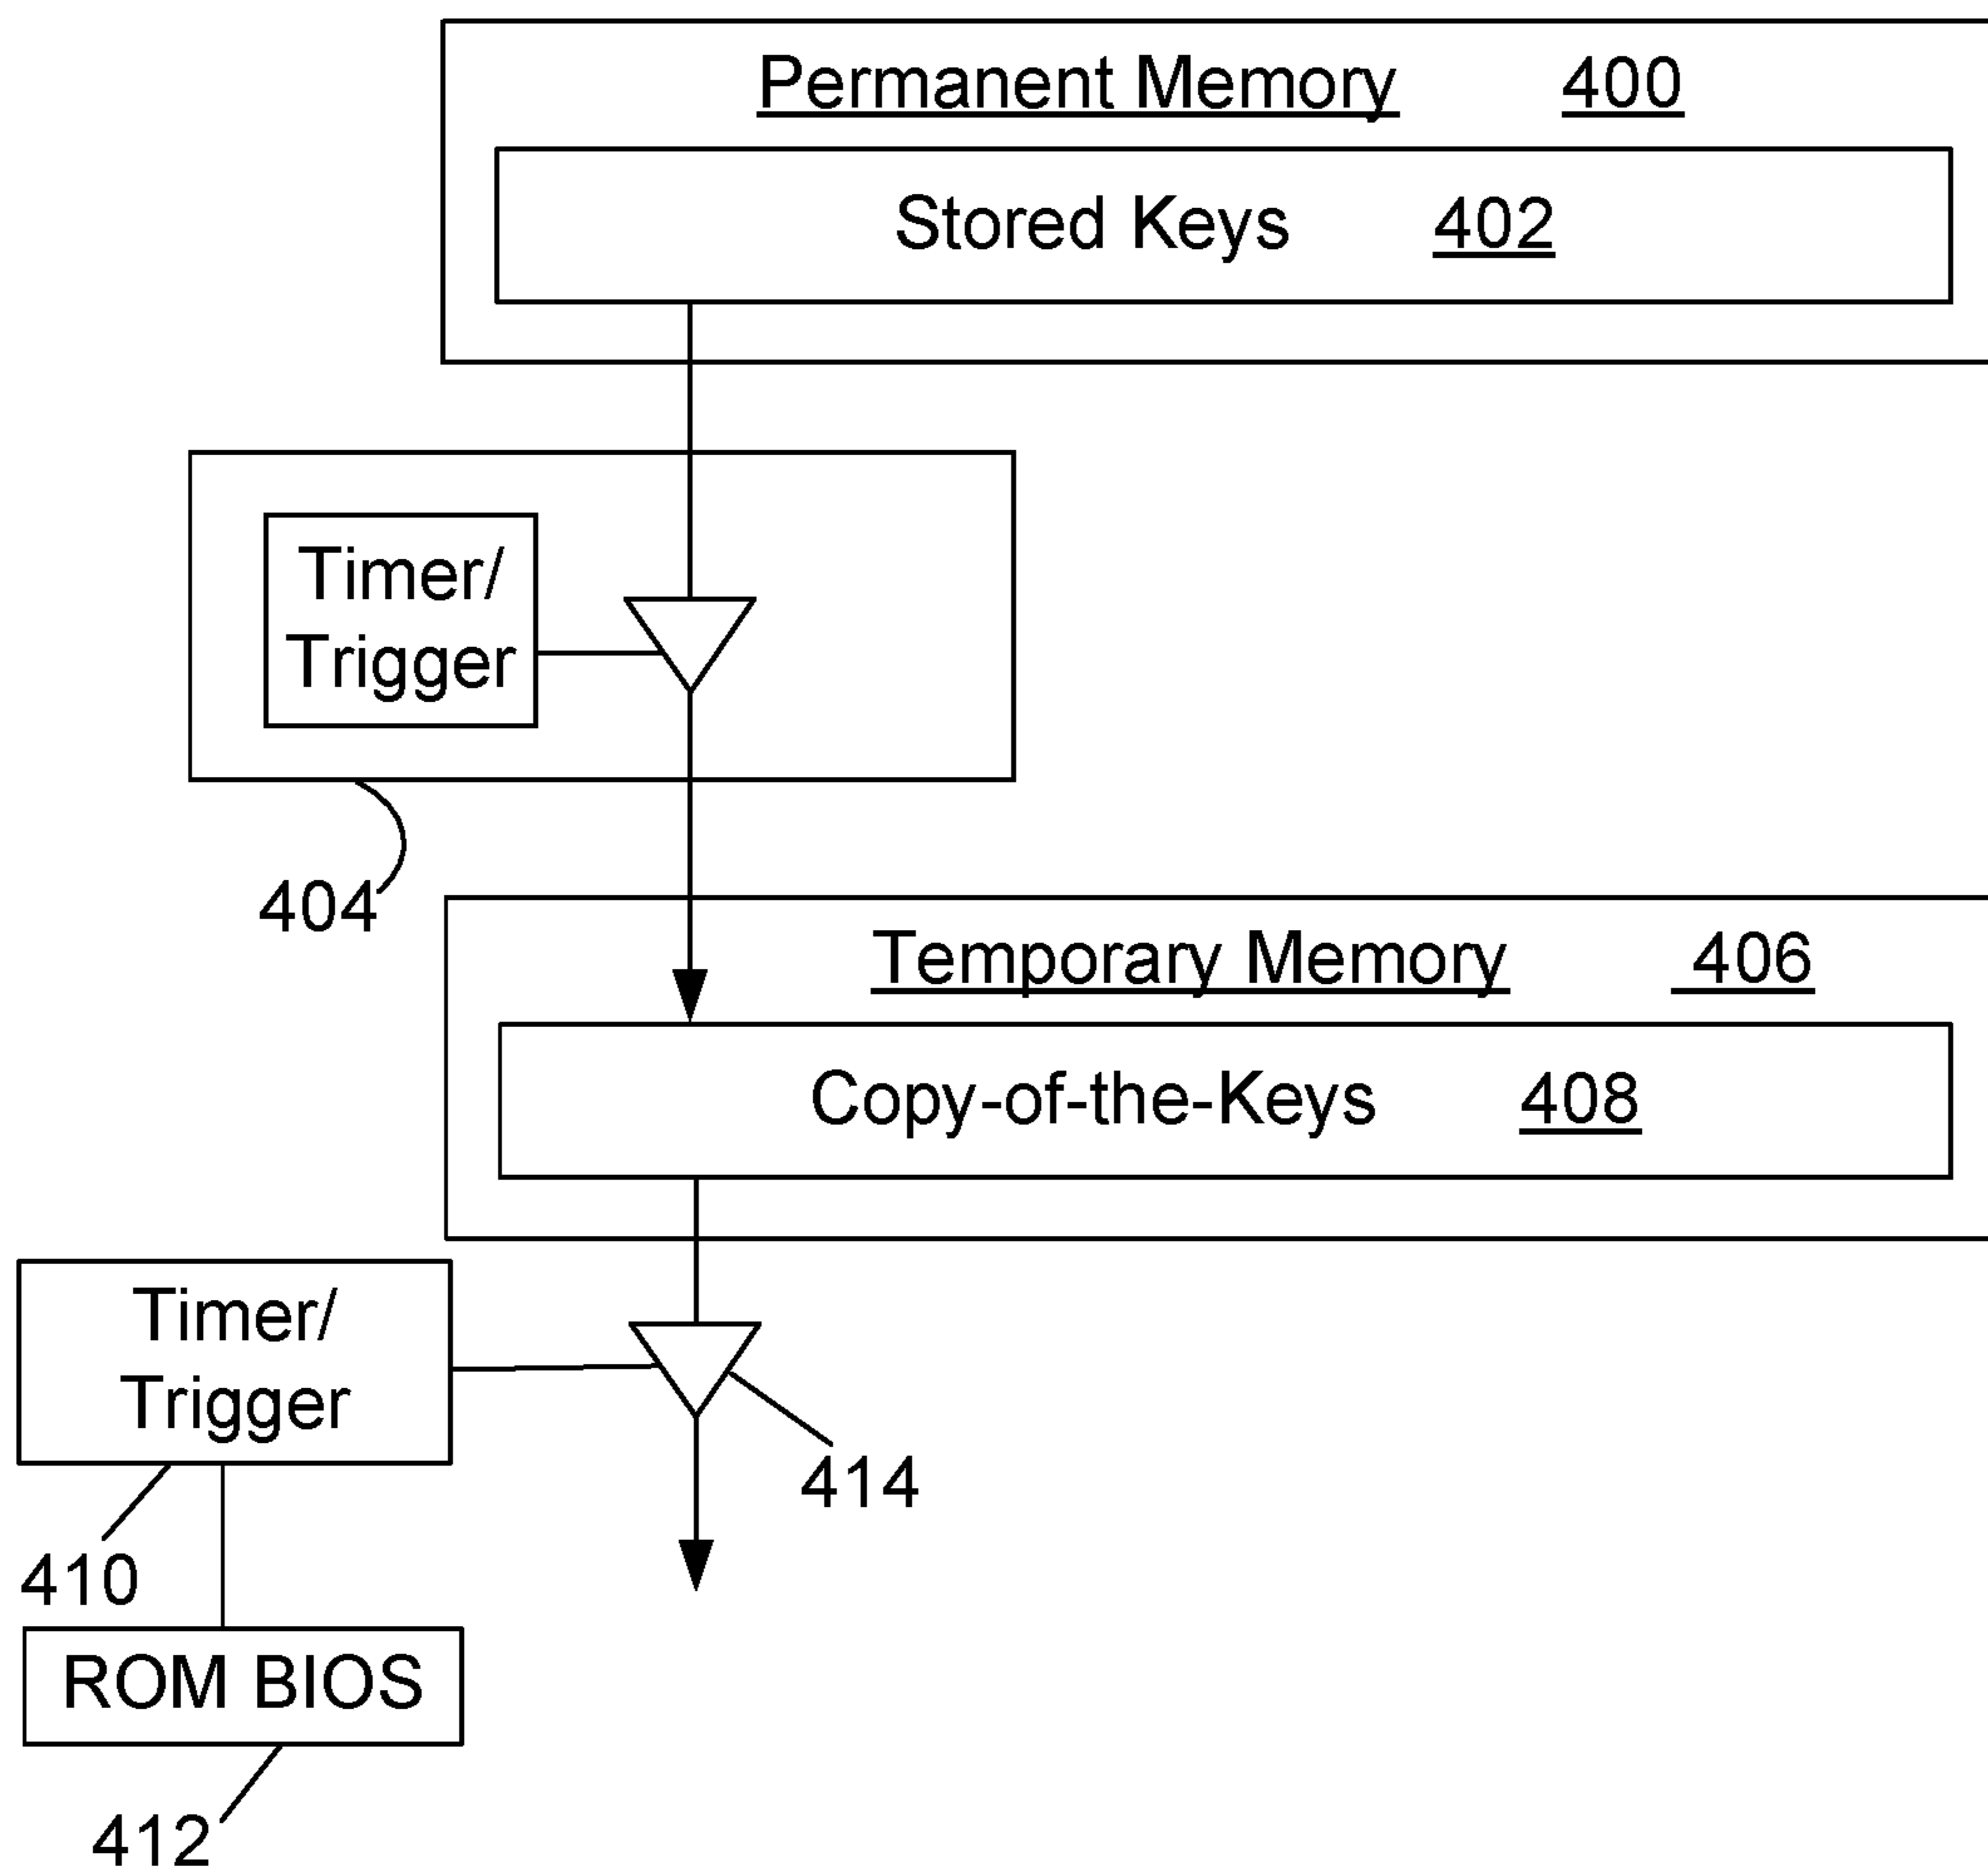 Permanent Memory 400
Stored Keys 402
Timer/
Trigger
404
Temporary Memory 406
Copy-of-the-Keys 408
Timer/
Trigger
414
410
ROM BIOS
412